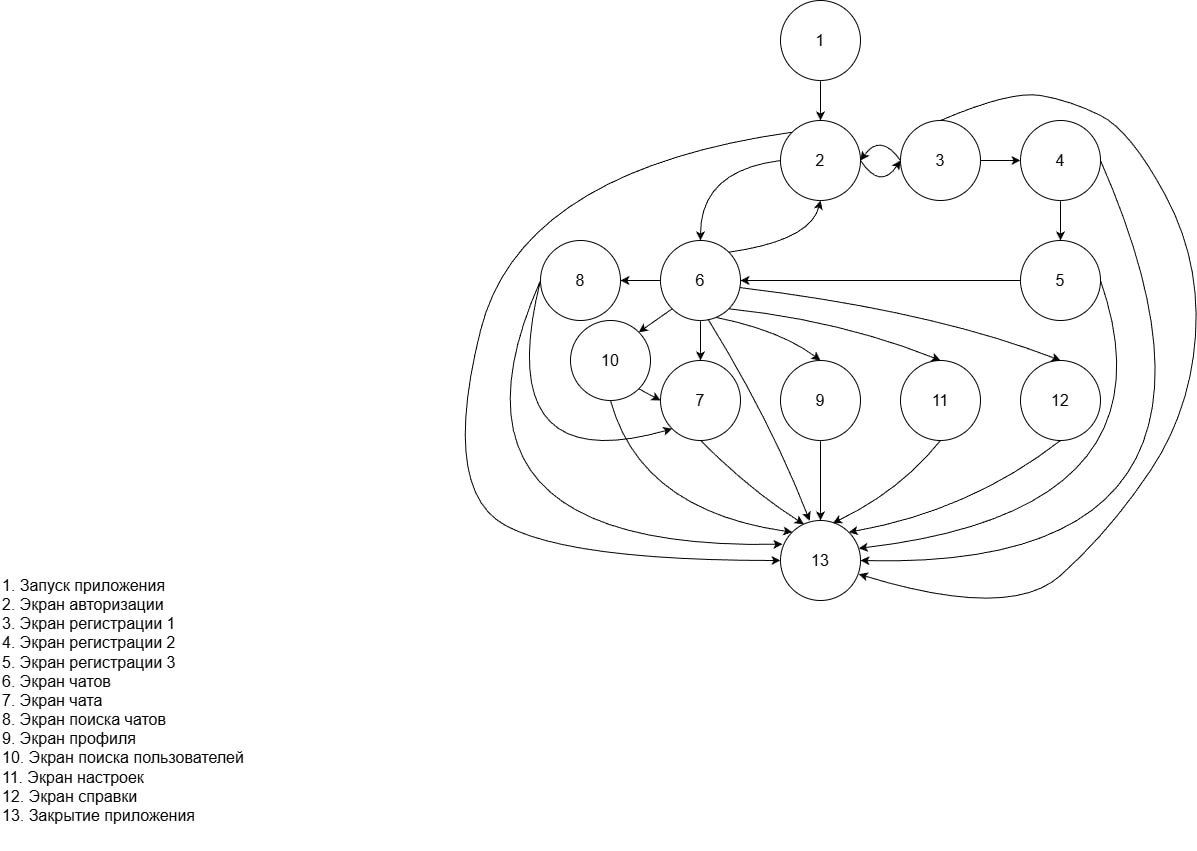 1
2
3
4
8
6
5
10
7
9
11
12
13
1. Запуск приложения
2. Экран авторизации
3. Экран регистрации 1
4. Экран регистрации 2
5. Экран регистрации 3
6. Экран чатов
7. Экран чата
8. Экран поиска чатов
9. Экран профиля
10. Экран поиска пользователей
11. Экран настроек
12. Экран справки
13. Закрытие приложения